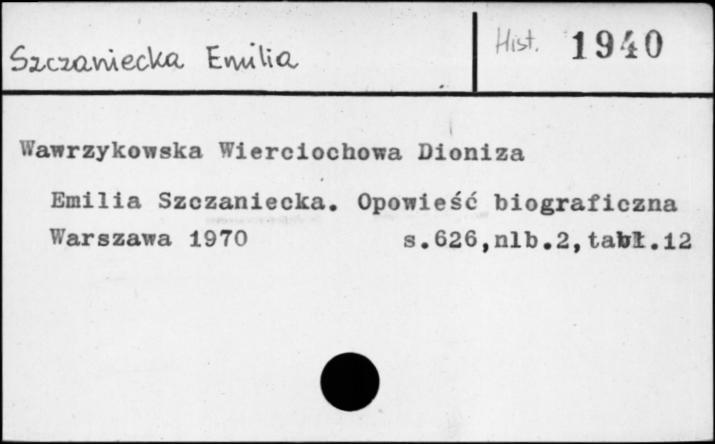 Szczaniecka Emilia
Hist. 1940
Wawrzykowska Wierciochowa Dioniza
Emilia Szczaniecka. Opowieść biograficzna
Warszawa 1970 s.626,nlb.2,tabl.12